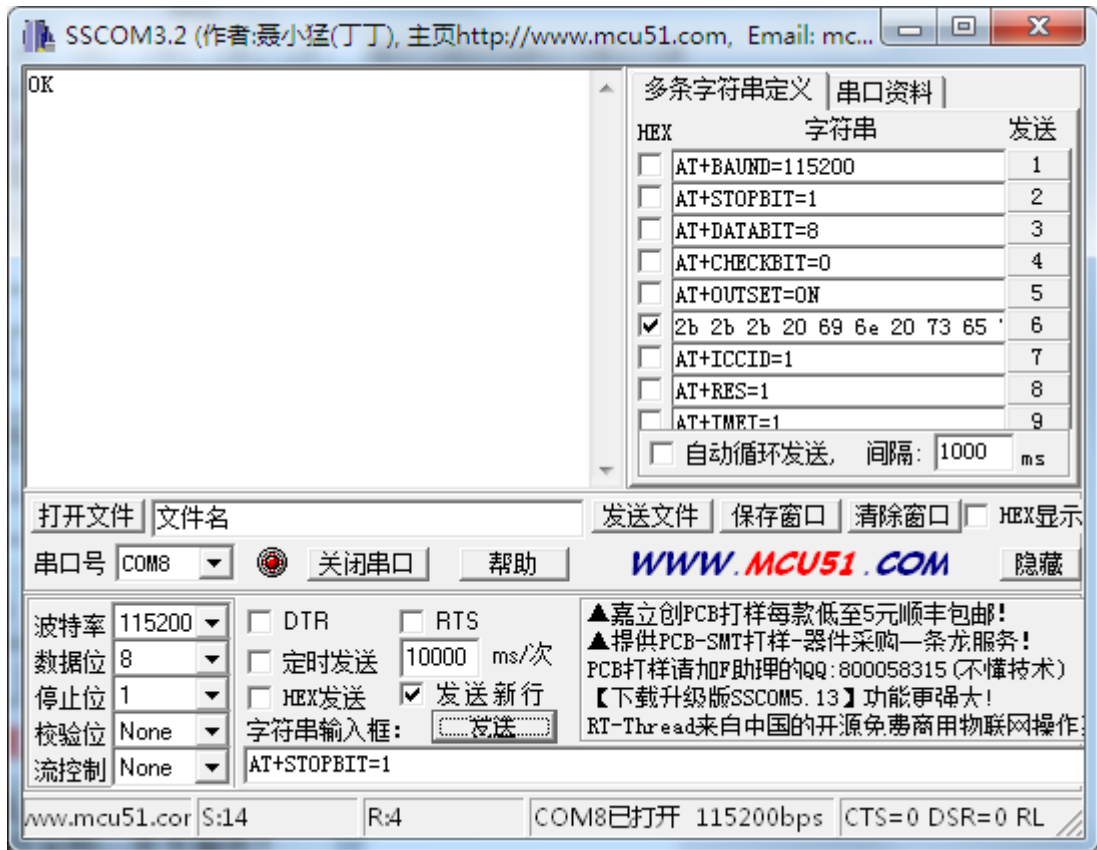 SSCOM3.2 (作者:聂小猛(丁丁), 主页http://www.mcu51.com, Email: mc...
OK
多条字符串定义 串口资料
HEX 字符串 发送
AT+BAUND=115200 1
AT+STOPBIT=1 2
AT+DATABIT=8 3
AT+CHECKBIT=0 4
AT+OUTSET=ON 5
2b 2b 2b 20 69 6e 20 73 65 6
AT+ICCID=1 7
AT+RES=1 8
AT+TMET=1 9
自动循环发送, 间隔: 1000 ms
打开文件 文件名 发送文件 保存窗口 清除窗口 HEX显示
串口号 COM8 关闭串口 帮助 WWW.MCU51.COM 隐藏
波特率 115200 DTR RTS
数据位 8 定时发送 10000 ms/次
停止位 1 HEX发送 发送新行
校验位 None 字符串输入框: 发送
流控制 None AT+STOPBIT=1
▲嘉立创PCB打样每款低至5元顺丰包邮!
▲提供PCB-SMT打样-器件采购—条龙服务!
PCB打样请加F助理的QQ:800058315(不懂技术)
【下载升级版SSCOM5.13】功能更强大!
RT-Thread来自中国的开源免费商用物联网操作
www.mcu51.cor S:14 R:4 COM8已打开 115200bps CTS=0 DSR=0 RL